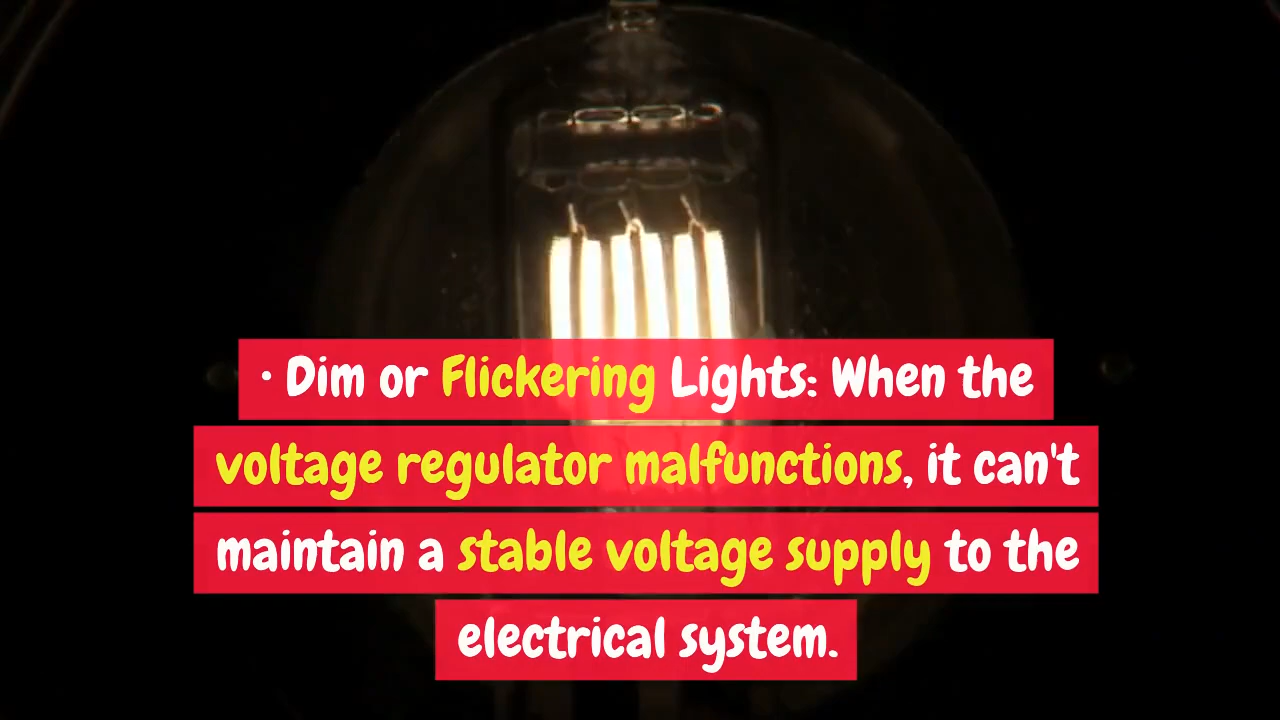 · Dim or Flickering Lights: When the
voltage regulator malfunctions, it can't
maintain a stable voltage supply to the
electrical system.